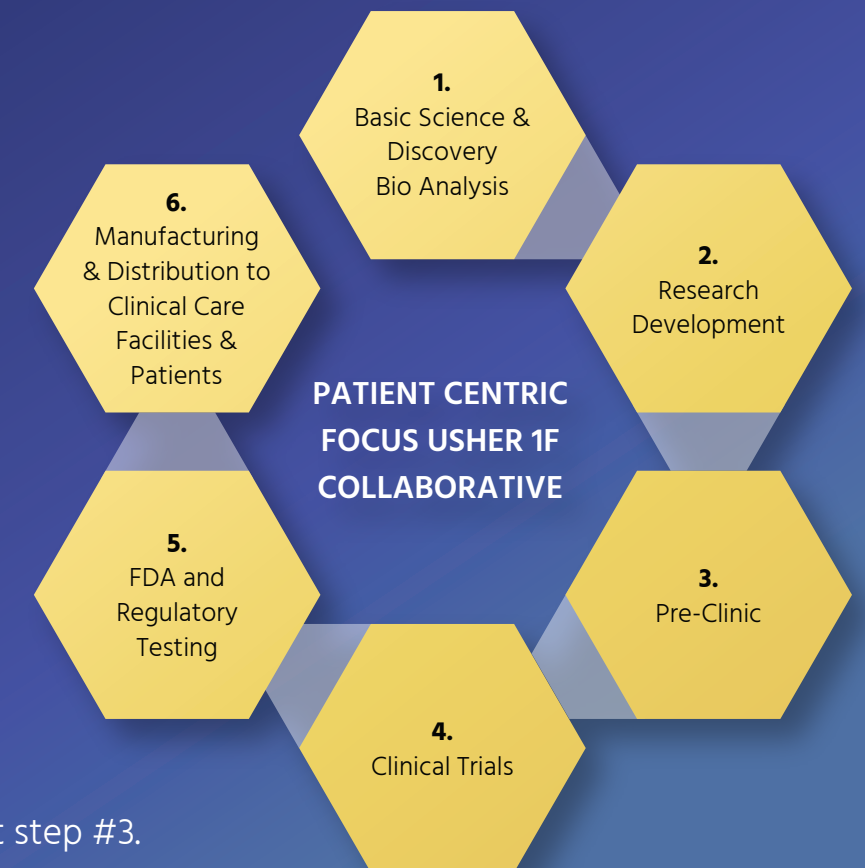 1.
Basic Science &
Discovery
Bio Analysis
2.
Research
Development
3.
Pre-Clinic
4.
Clinical Trials
5.
FDA and
Regulatory
Testing
6.
Manufacturing
& Distribution to
Clinical Care
Facilities &
Patients
PATIENT CENTRIC
FOCUS USHER 1F
COLLABORATIVE
step #3.